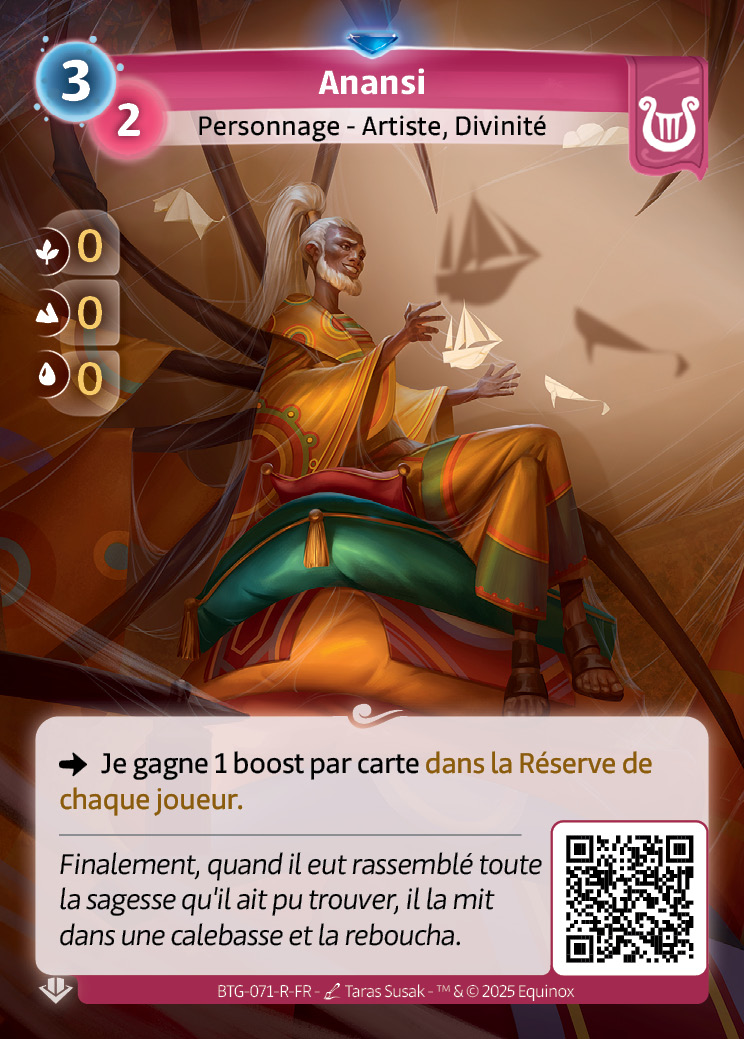 3
Anansi
2
Personnage - Artiste, Divinité
0
0
0
Je gagne 1 boost par carte dans la Réserve de
chaque joueur.
Finalement, quand il eut rassemblé toute
la sagesse qu'il ait pu trouver, il la mit
dans une calebasse et la reboucha.
BTG-071-R-FR - Taras Susak - ™ & © 2025 Equinox